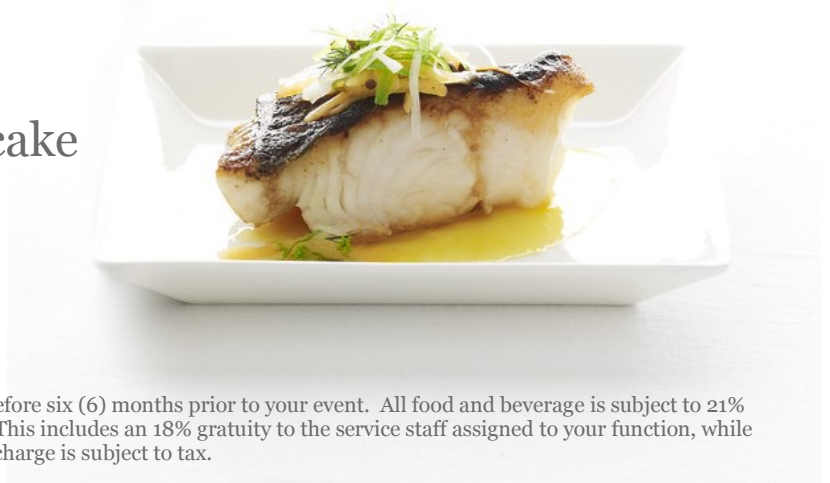 cake
efore six (6) months prior to your event.  All food and beverage is subject to 21%
This includes an 18% gratuity to the service staff assigned to your function, while
charge is subject to tax.